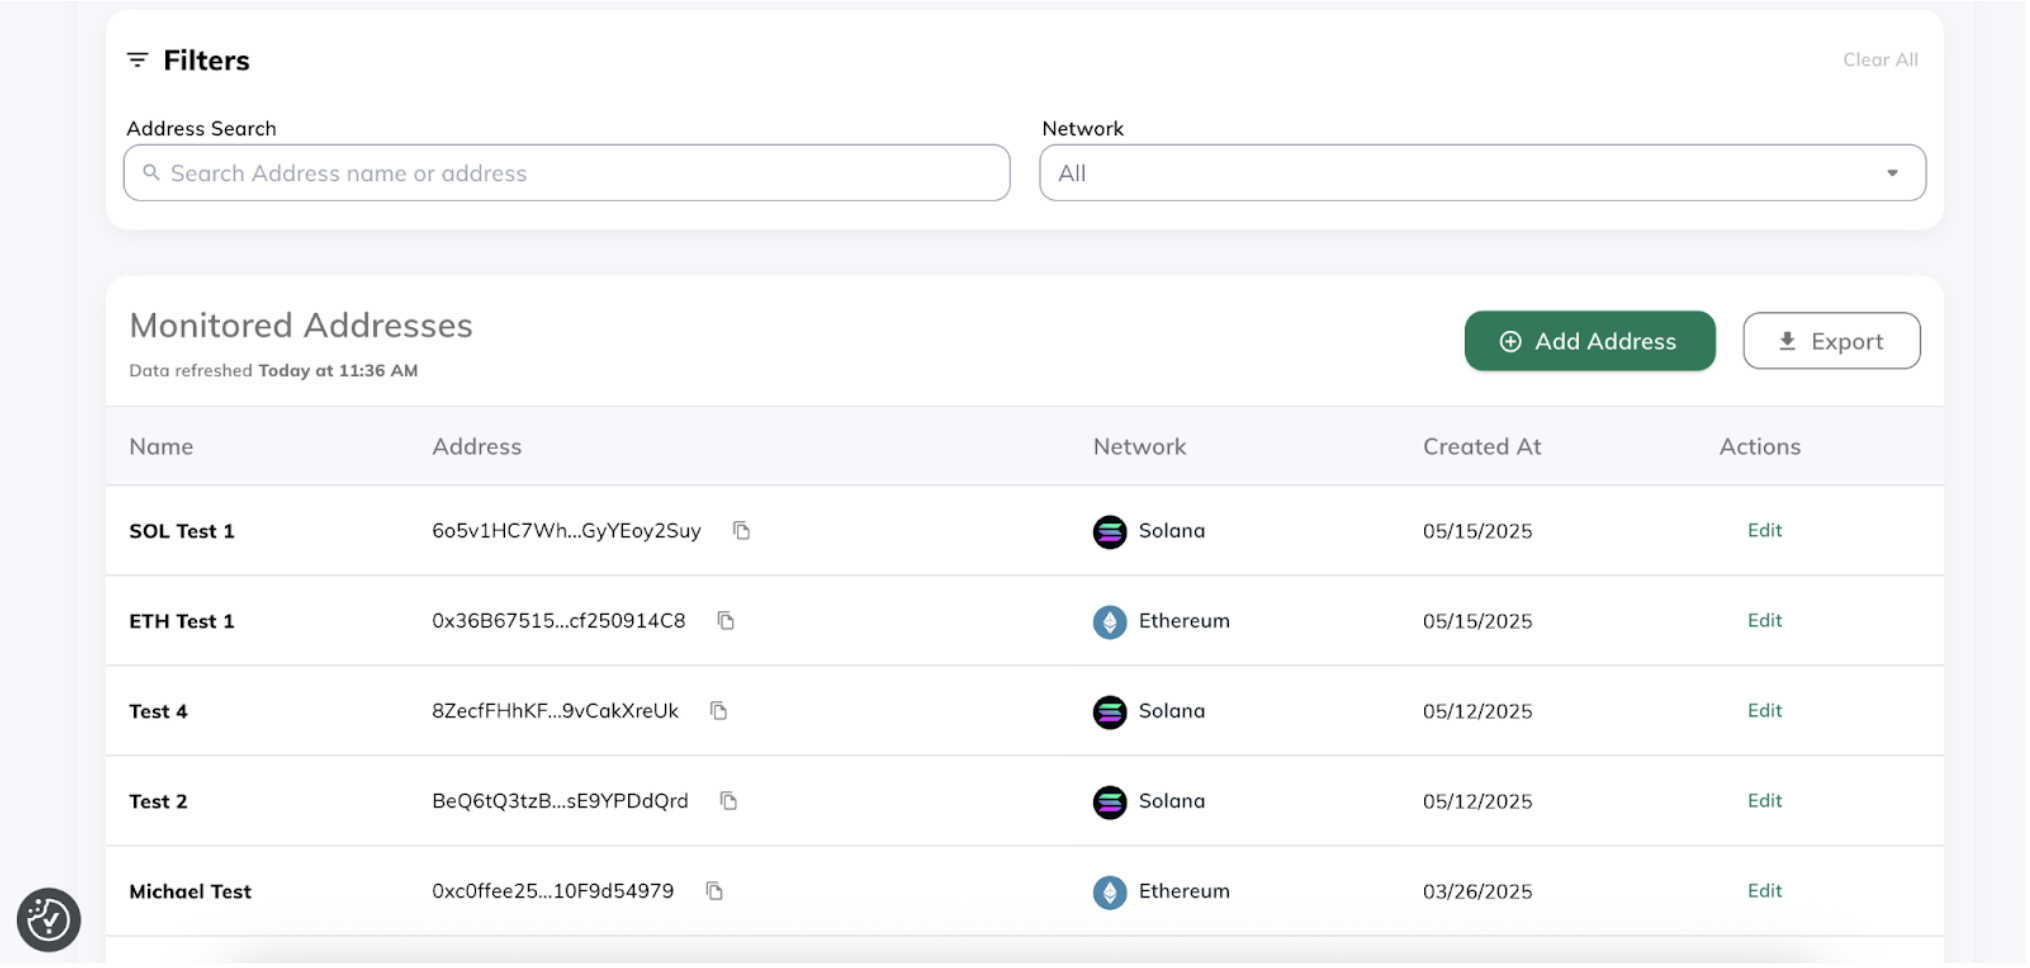 Filters
Clear All
Address Search
Network
Search Address name or address
All
Monitored Addresses
Data refreshed Today at 11:36 AM
Add Address
Export
Name Address Network Created At Actions
SOL Test 1 6o5v1HC7Wh...GyYEoy2Suy Solana 05/15/2025 Edit
ETH Test 1 0x36B67515...cf250914C8 Ethereum 05/15/2025 Edit
Test 4 8ZecfFHhKF...9vCakXreUk Solana 05/12/2025 Edit
Test 2 BeQ6tQ3tzB...sE9YPDdQrd Solana 05/12/2025 Edit
Michael Test 0xc0ffee25...10F9d54979 Ethereum 03/26/2025 Edit